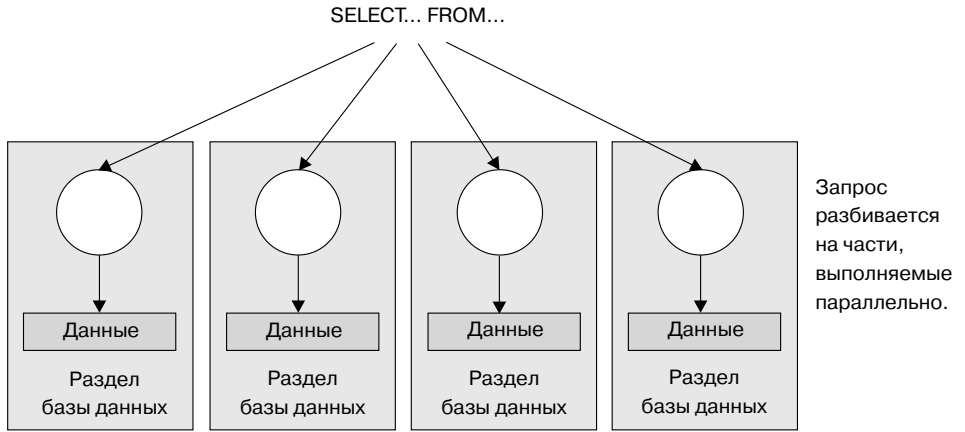 SELECT... FROM...
Запрос
разбивается
на части,
выполняемые
параллельно.
Данные
Данные
Данные
Данные
Раздел
базы данных
Раздел
базы данных
Раздел
базы данных
Раздел
базы данных